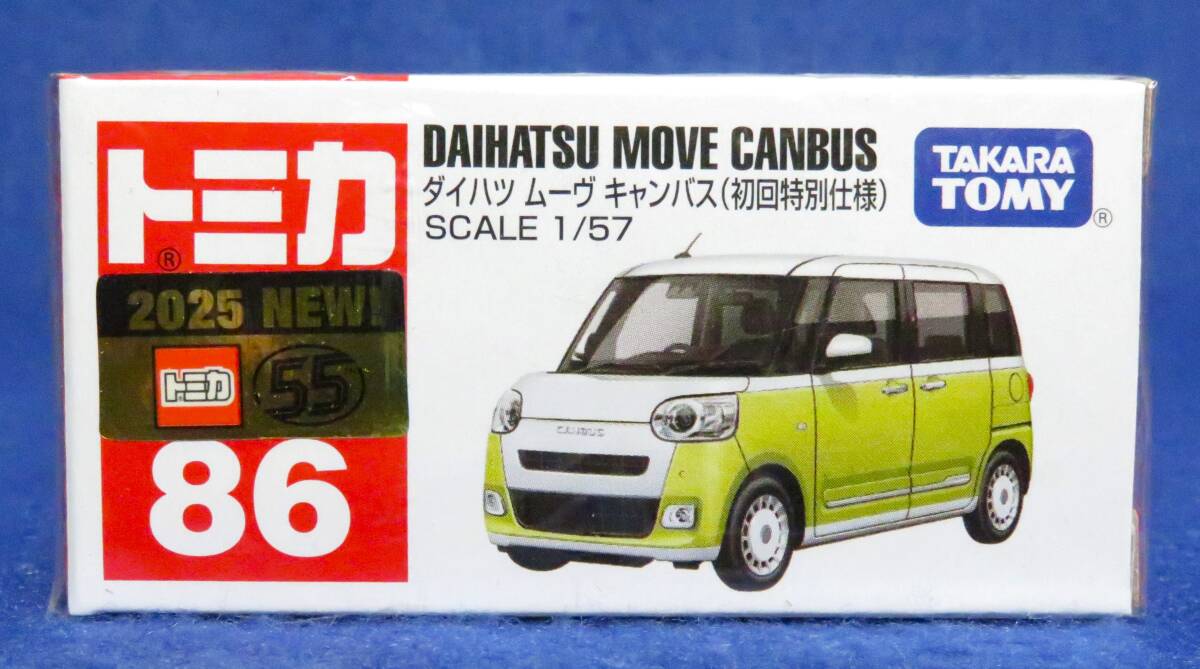 トミカ
®
2025 NEW!
トミカ
55
86
DAIHATSU MOVE CANBUS
ダイハツ ムーヴ キャンバス(初回特別仕様)
SCALE 1/57
TAKARA
TOMY
®
CANBUS